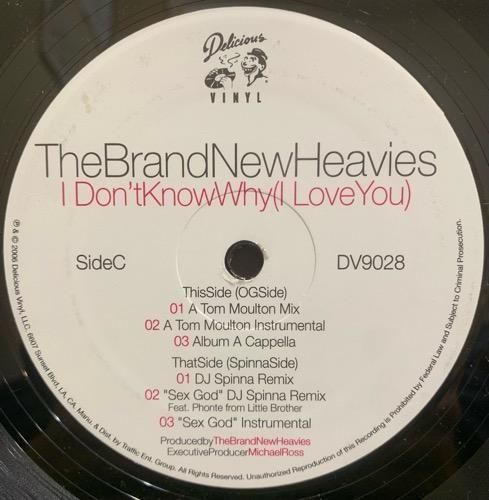 Delicious
VINYL
TheBrandNewHeavies
I Don'tKnowWhy(I LoveYou)
SideC
DV9028
ThisSide (OGSide)
01 A Tom Moulton Mix
02 A Tom Moulton Instrumental
03 Album A Cappella
ThatSide (SpinnaSide)
01 DJ Spinna Remix
02 "Sex God" DJ Spinna Remix
Feat. Phonte from Little Brother
03 "Sex God" Instrumental
ProducedbyTheBrandNewHeavies
ExecutiveProducerMichaelRoss
℗ & © 2006 Delicious Vinyl, LLC. 6607 Sunset Blvd, LA, CA. Manu. & Dist. by Traffic Ent. Group. All Rights Reserved. Unauthorized Reproduction of this Recording is Prohibited by Federal Law and Subject to Criminal Prosecution.